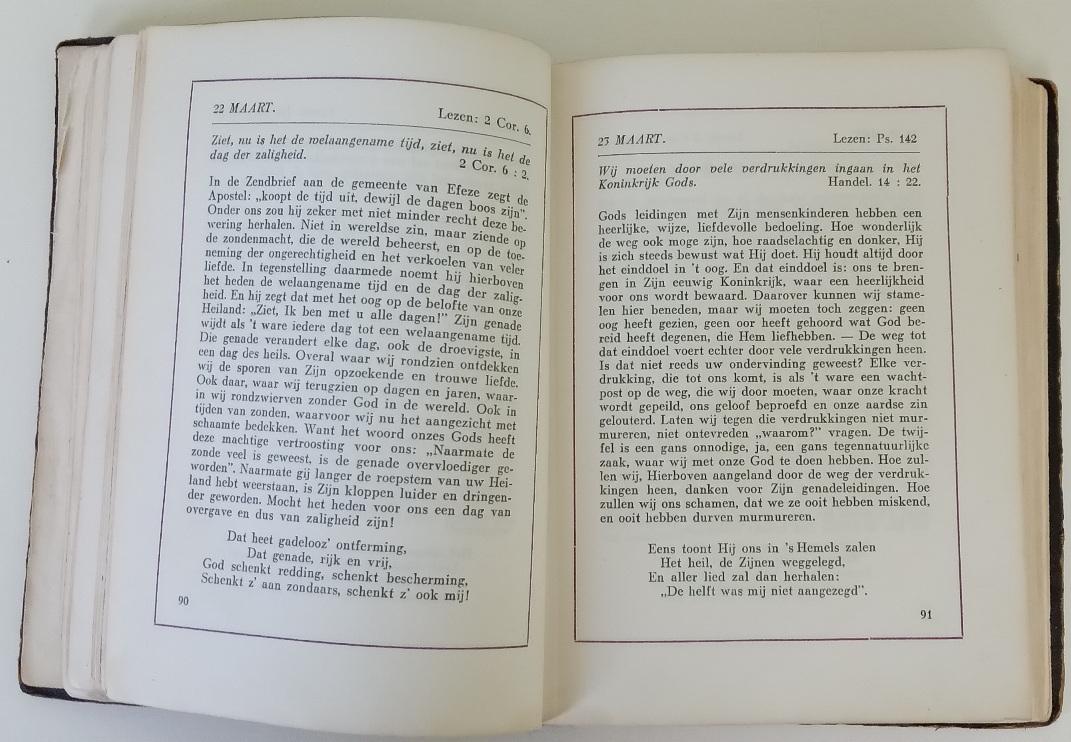 22 MAART.
Lezen: 2 Cor. 6.
Ziet, nu is het de welaangename tijd, ziet, nu is het de
dag der zaligheid.
2 Cor. 6 : 2.
In de Zendbrief aan de gemeente van Efeze zegt de
Apostel: „koopt de tijd uit, dewijl de dagen boos zijn”.
Onder ons zou hij zeker met niet minder recht deze be-
wering herhalen. Niet in wereldse zin, maar ziende op
de zondenmacht, die de wereld beheerst, en op de toe-
neming der ongerechtigheid en het verkoelen van veler
liefde. In tegenstelling daarmede noemt hij hierboven
het heden de welaangename tijd en de dag der zalig-
heid. En hij zegt dat met het oog op de belofte van onze
Heiland: „Ziet, Ik ben met u alle dagen!” Zijn genade
wijdt als 't ware iedere dag tot een welaangename tijd.
Die genade verandert elke dag, ook de droevigste, in
een dag des heils. Overal waar wij rondzien ontdekken
wij de sporen van Zijn opzoekende en trouwe liefde.
Ook daar, waar wij terugzien op dagen en jaren, waar-
in wij rondzwierven zonder God in de wereld. Ook in
tijden van zonden, waarvoor wij nu het aangezicht met
schaamte bedekken. Want het woord onzes Gods heeft
deze machtige vertroosting voor ons: „Naarmate de
zonde veel is geweest, is de genade overvloediger ge-
worden”. Naarmate gij langer de roepstem van uw Hei-
land hebt weerstaan, is Zijn kloppen luider en dringen-
der geworden. Mocht het heden voor ons een dag van
overgave en dus van zaligheid zijn!
Dat heet gadelooz' ontferming,
Dat genade, rijk en vrij,
God schenkt redding, schenkt bescherming,
Schenkt z' aan zondaars, schenkt z' ook mij!
90
23 MAART.
Lezen: Ps. 142
Wij moeten door vele verdrukkingen ingaan in het
Koninkrijk Gods.
Handel. 14 : 22.
Gods leidingen met Zijn mensenkinderen hebben een
heerlijke, wijze, liefdevolle bedoeling. Hoe wonderlijk
de weg ook moge zijn, hoe raadselachtig en donker, Hij
is zich steeds bewust wat Hij doet. Hij houdt altijd door
het einddoel in 't oog. En dat einddoel is: ons te bren-
gen in Zijn eeuwig Koninkrijk, waar een heerlijkheid
voor ons wordt bewaard. Daarover kunnen wij stame-
len hier beneden, maar wij moeten toch zeggen: geen
oog heeft gezien, geen oor heeft gehoord wat God be-
reid heeft degenen, die Hem liefhebben. — De weg tot
dat einddoel voert echter door vele verdrukkingen heen.
Is dat niet reeds uw ondervinding geweest? Elke ver-
drukking, die tot ons komt, is als 't ware een wacht-
post op de weg, die wij door moeten, waar onze kracht
wordt gepeild, ons geloof beproefd en onze aardse zin
gelouterd. Laten wij tegen die verdrukkingen niet mur-
mureren, niet ontevreden „waarom?” vragen. De twij-
fel is een gans onnodige, ja, een gans tegennatuurlijke
zaak, waar wij met onze God te doen hebben. Hoe zul-
len wij, Hierboven aangeland door de weg der verdruk-
kingen heen, danken voor Zijn genadeleidingen. Hoe
zullen wij ons schamen, dat we ze ooit hebben miskend,
en ooit hebben durven murmureren.
Eens toont Hij ons in 's Hemels zalen
Het heil, de Zijnen weggelegd,
En aller lied zal dan herhalen:
„De helft was mij niet aangezegd”.
91